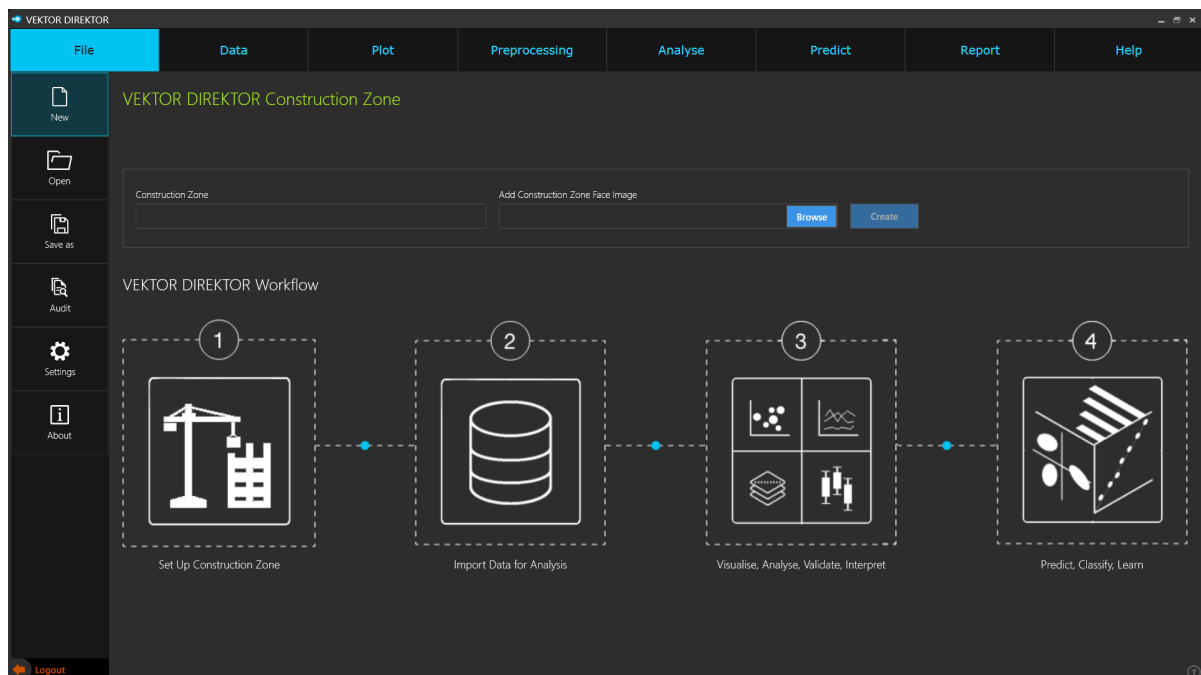 VEKTOR DIREKTOR
File
Data
Plot
Preprocessing
Analyse
Predict
Report
Help
New
Open
Save as
Audit
Settings
About
Logout
VEKTOR DIREKTOR Construction Zone
Construction Zone
Add Construction Zone Face Image
Browse
Create
VEKTOR DIREKTOR Workflow
1
2
3
4
Set Up Construction Zone
Import Data for Analysis
Visualise, Analyse, Validate, Interpret
Predict, Classify, Learn